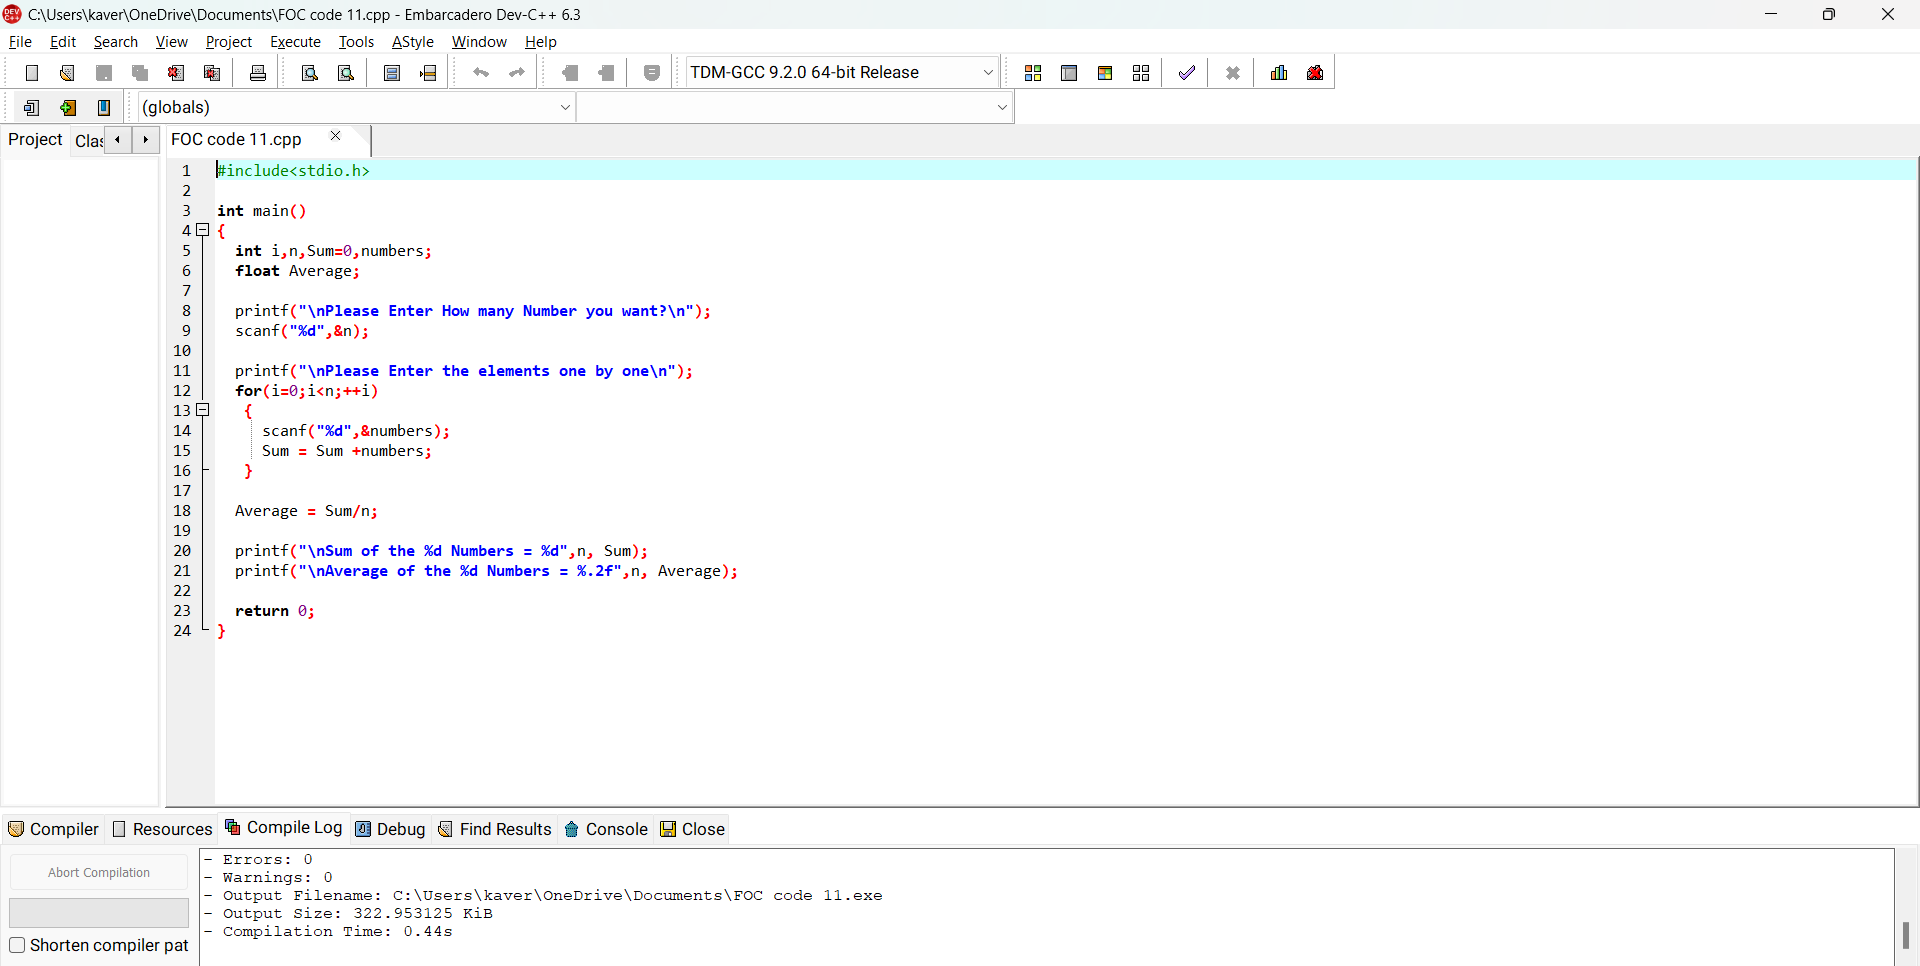 C:\Users\kaver\OneDrive\Documents\FOC code 11.cpp - Embarcadero Dev-C++ 6.3
File Edit Search View Project Execute Tools AStyle Window Help
TDM-GCC 9.2.0 64-bit Release
(globals)
Project Clas FOC code 11.cpp
1 #include<stdio.h>
2
3 int main()
4 {
5 int i,n,Sum=0,numbers;
6 float Average;
7
8 printf("\nPlease Enter How many Number you want?\n");
9 scanf("%d",&n);
10
11 printf("\nPlease Enter the elements one by one\n");
12 for(i=0;i<n;++i)
13 {
14 scanf("%d",&numbers);
15 Sum = Sum +numbers;
16 }
17
18 Average = Sum/n;
19
20 printf("\nSum of the %d Numbers = %d",n, Sum);
21 printf("\nAverage of the %d Numbers = %.2f",n, Average);
22
23 return 0;
24 }
Compiler Resources Compile Log Debug Find Results Console Close
Abort Compilation
Shorten compiler pat
- Errors: 0
- Warnings: 0
- Output Filename: C:\Users\kaver\OneDrive\Documents\FOC code 11.exe
- Output Size: 322.953125 KiB
- Compilation Time: 0.44s